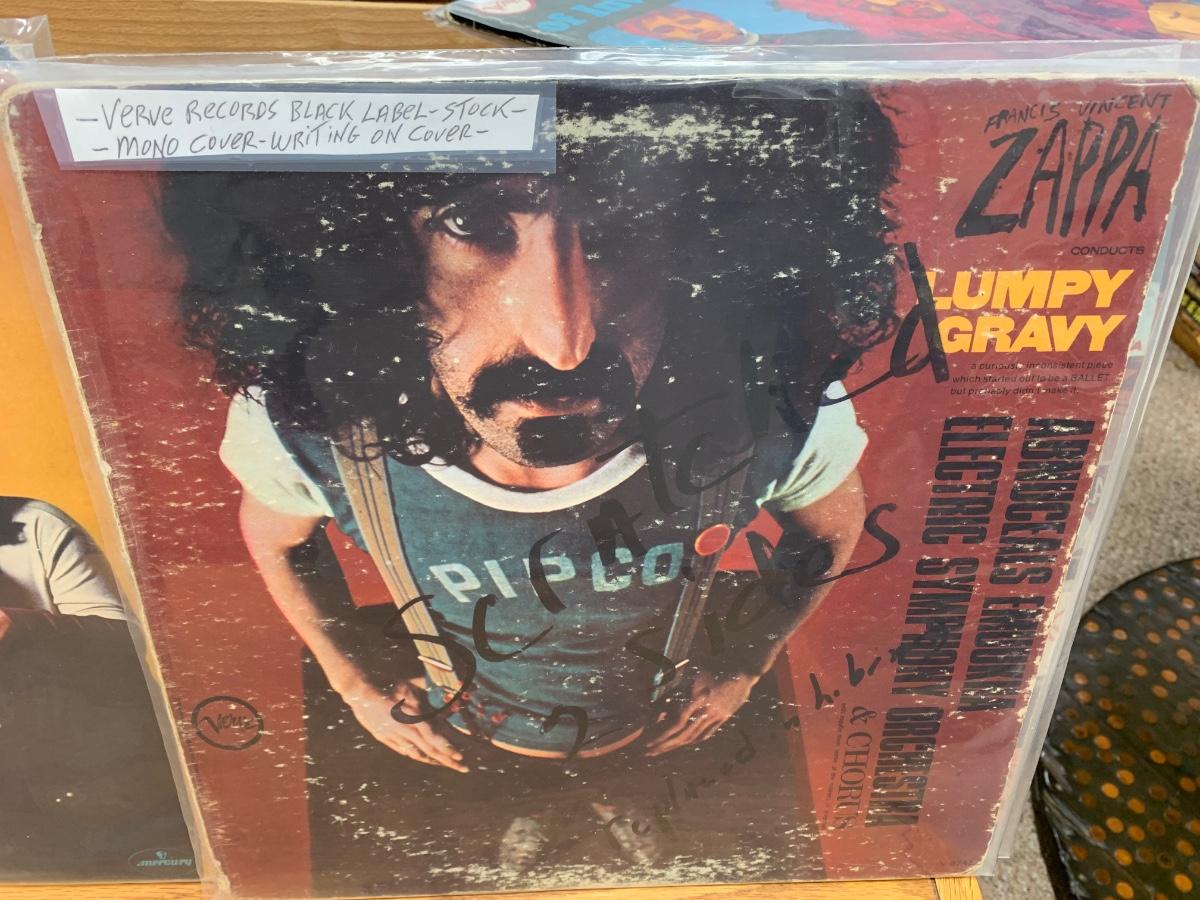 -VERVE RECORDS BLACK LABEL-STOCK-
-MONO COVER-WRITING ON COVER-
FRANCIS VINCENT
ZAPPA
CONDUCTS
LUMPY
GRAVY
a curiously inconsistent piece
which started out to be a BALLET
but probably didn't make it.
ABNUCEALS EMUUKHA
ELECTRIC SYMPHONY ORCHESTRA
& CHORUS
PIPCO
Scratched
2 sides
Verve
mercury